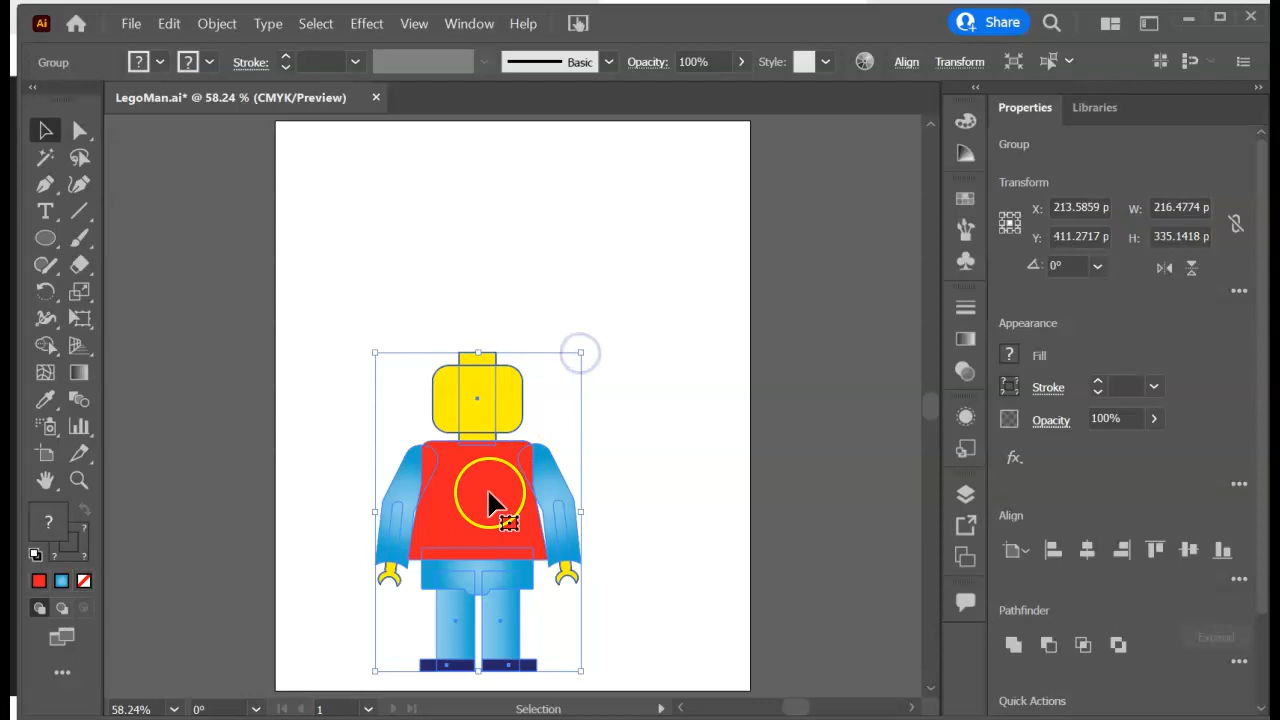 Ai File Edit Object Type Select Effect View Window Help Share
Group ? ? Stroke: Basic Opacity: 100% Style: Align Transform
LegoMan.ai* @ 58.24 % (CMYK/Preview) ×
Properties Libraries
Group
Transform
X: 213.5859 p W: 216.4774 p
Y: 411.2717 p H: 335.1418 p
0°
Appearance
? Fill
? ? ? ? Stroke
Opacity 100%
fx.
Align
Pathfinder
Expand
Quick Actions
T
? ? ? ?
58.24% 0° 1 Selection